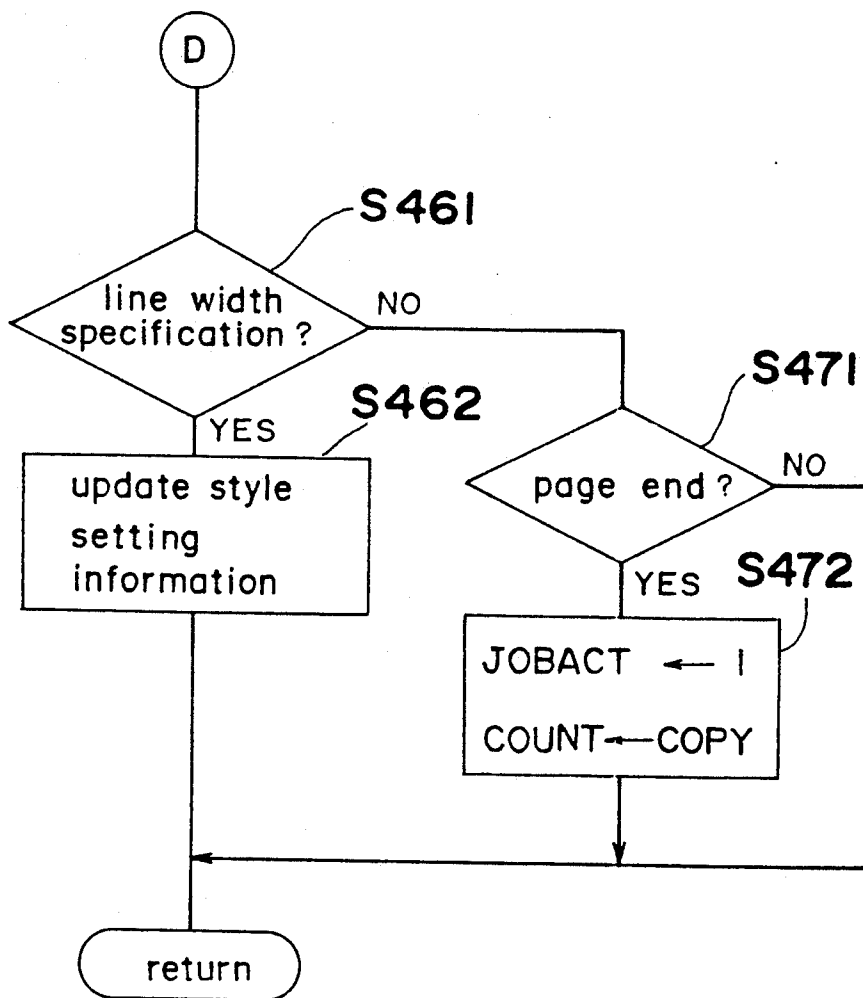 D
S461
line width
specification?
NO
YES
S462
update style
setting
information
S471
page end?
NO
YES
S472
JOBACT ← 1
COUNT←COPY
return